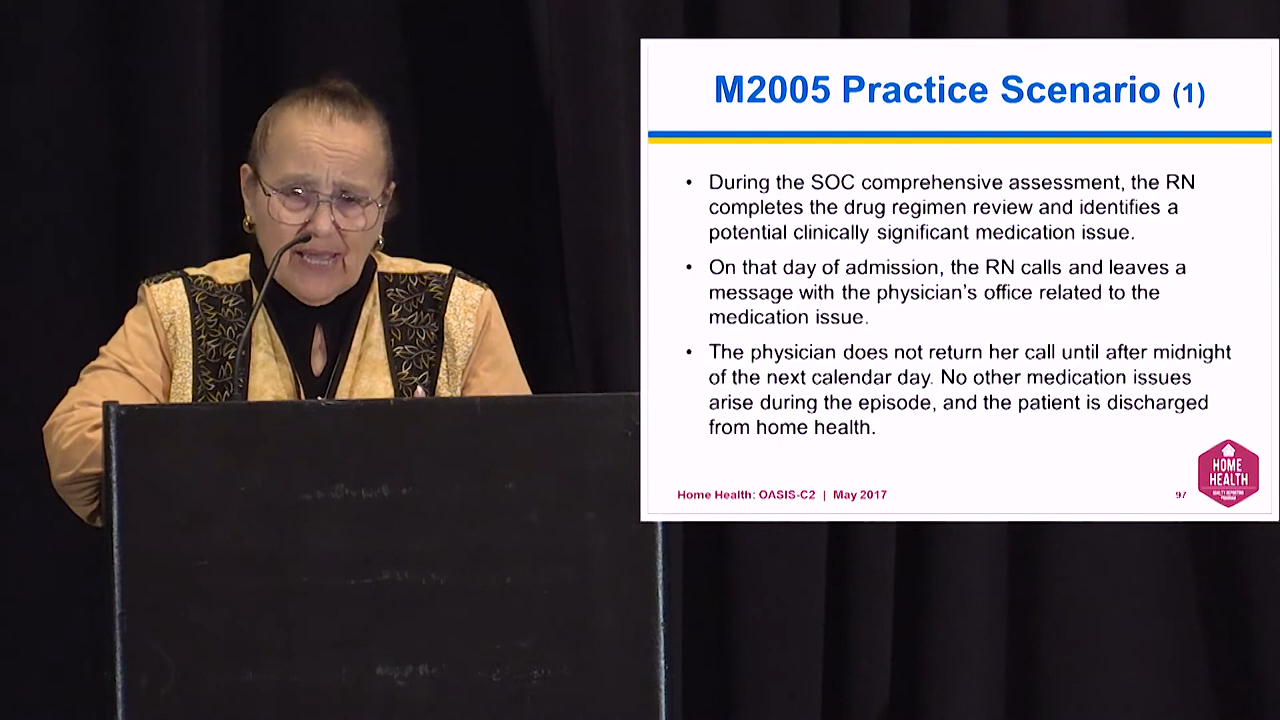 M2005 Practice Scenario (1)
• During the SOC comprehensive assessment, the RN
completes the drug regimen review and identifies a
potential clinically significant medication issue.
• On that day of admission, the RN calls and leaves a
message with the physician's office related to the
medication issue.
• The physician does not return her call until after midnight
of the next calendar day. No other medication issues
arise during the episode, and the patient is discharged
from home health.
Home Health: OASIS-C2 | May 2017
97
HOME
HEALTH
QUALITY REPORTING
PROGRAM